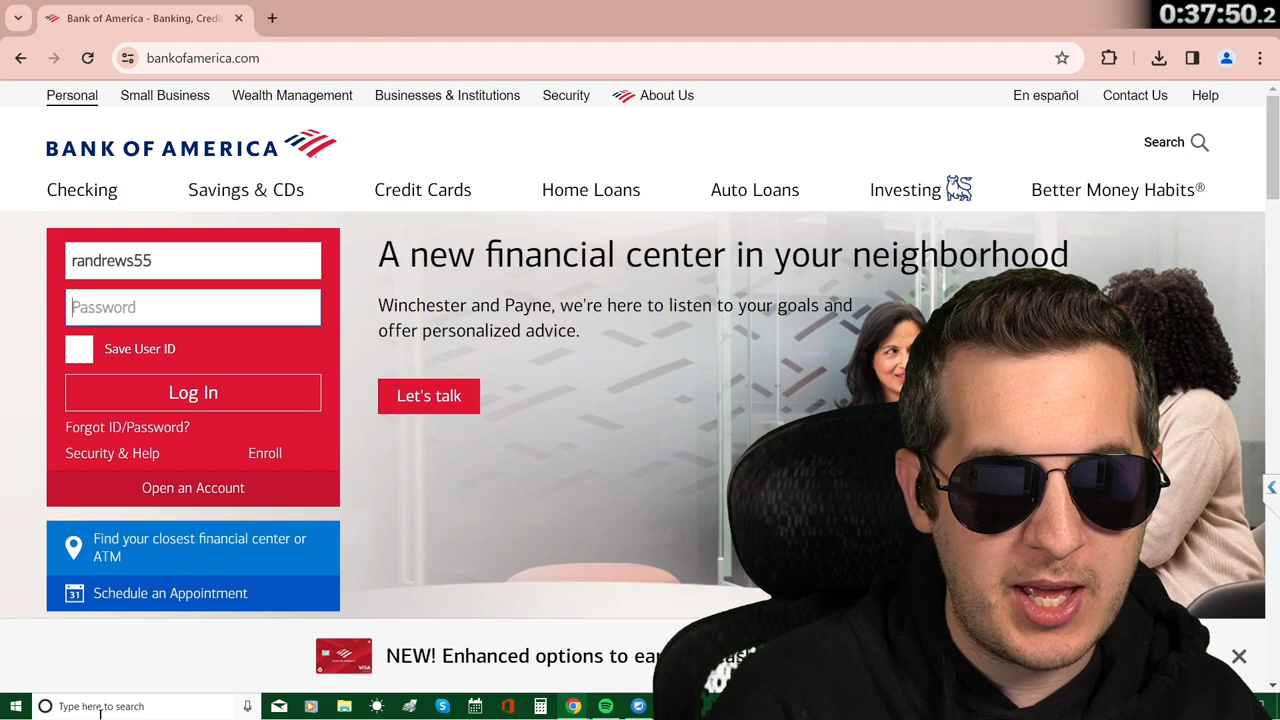 Bank of America - Banking, Credi
0:37:50.2
bankofamerica.com
Personal Small Business Wealth Management Businesses & Institutions Security About Us En español Contact Us Help
BANK OF AMERICA
Search
Checking Savings & CDs Credit Cards Home Loans Auto Loans Investing Better Money Habits®
randrews55
Password
Save User ID
Log In
Forgot ID/Password?
Security & Help Enroll
Open an Account
A new financial center in your neighborhood
Winchester and Payne, we're here to listen to your goals and
offer personalized advice.
Let's talk
Find your closest financial center or
ATM
31 Schedule an Appointment
VISA
NEW! Enhanced options to
Type here to search